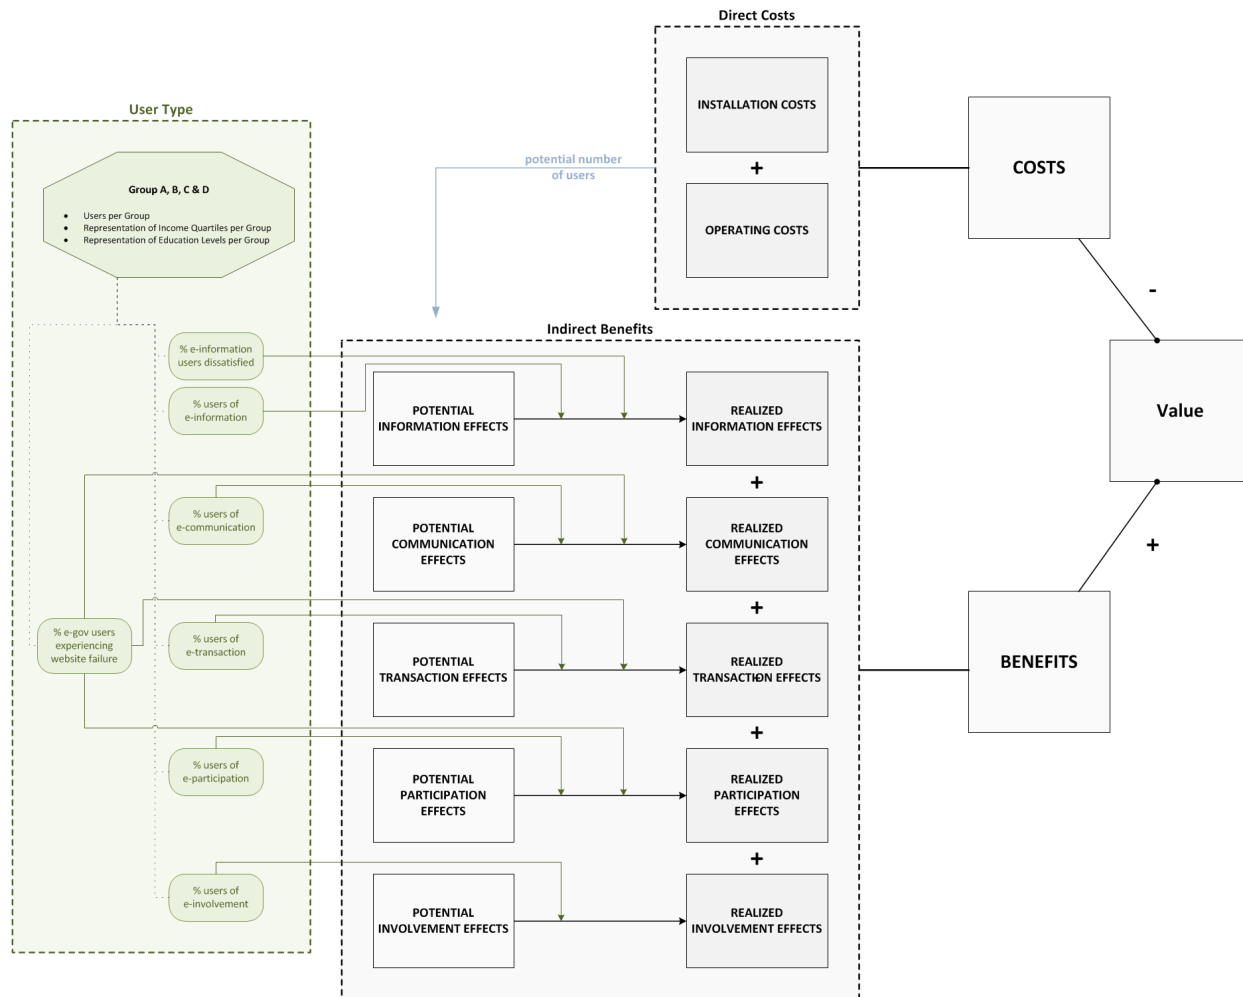 Direct Costs
INSTALLATION COSTS
+
OPERATING COSTS
COSTS
User Type
Group A, B, C & D
• Users per Group
• Representation of Income Quartiles per Group
• Representation of Education Levels per Group
potential number
of users
-
Value
+
BENEFITS
Indirect Benefits
% e-information
users dissatisfied
% users of
e-information
POTENTIAL
INFORMATION EFFECTS
REALIZED
INFORMATION EFFECTS
+
% users of
e-communication
POTENTIAL
COMMUNICATION
EFFECTS
REALIZED
COMMUNICATION
EFFECTS
+
% e-gov users
experiencing
website failure
% users of
e-transaction
POTENTIAL
TRANSACTION EFFECTS
REALIZED
TRANSACTION EFFECTS
+
+
% users of
e-participation
POTENTIAL
PARTICIPATION
EFFECTS
REALIZED
PARTICIPATION
EFFECTS
+
% users of
e-involvement
POTENTIAL
INVOLVEMENT EFFECTS
REALIZED
INVOLVEMENT EFFECTS